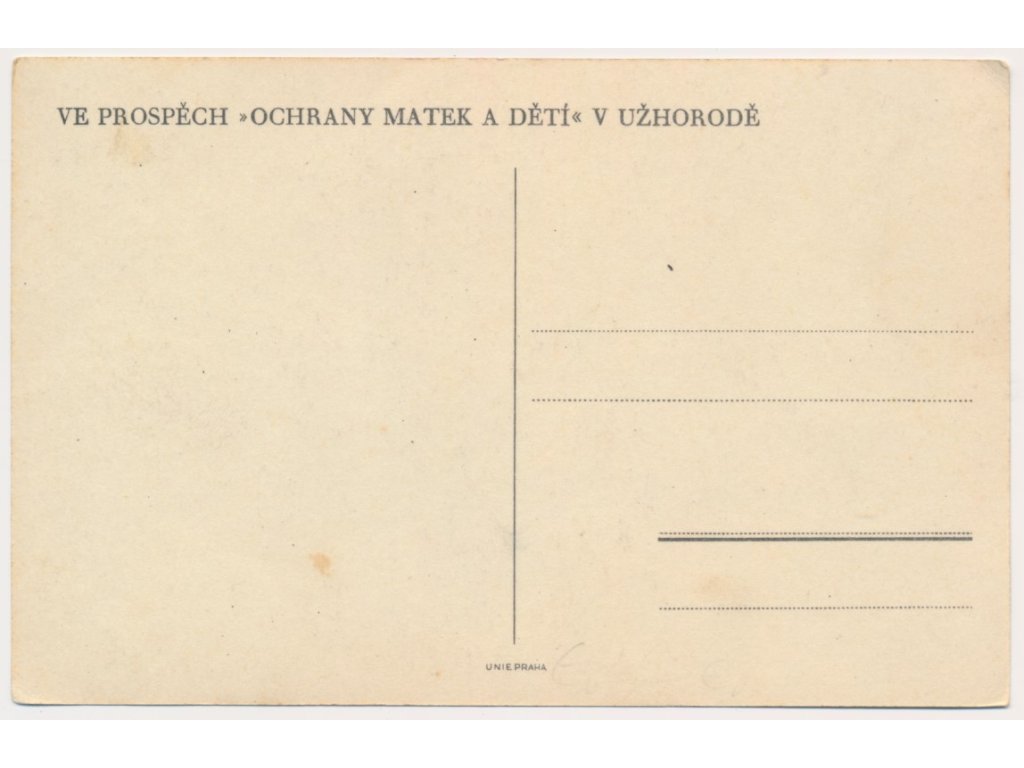 VE PROSPĚCH »OCHRANY MATEK A DĚTÍ« V UŽHORODĚ
UNIE PRAHA